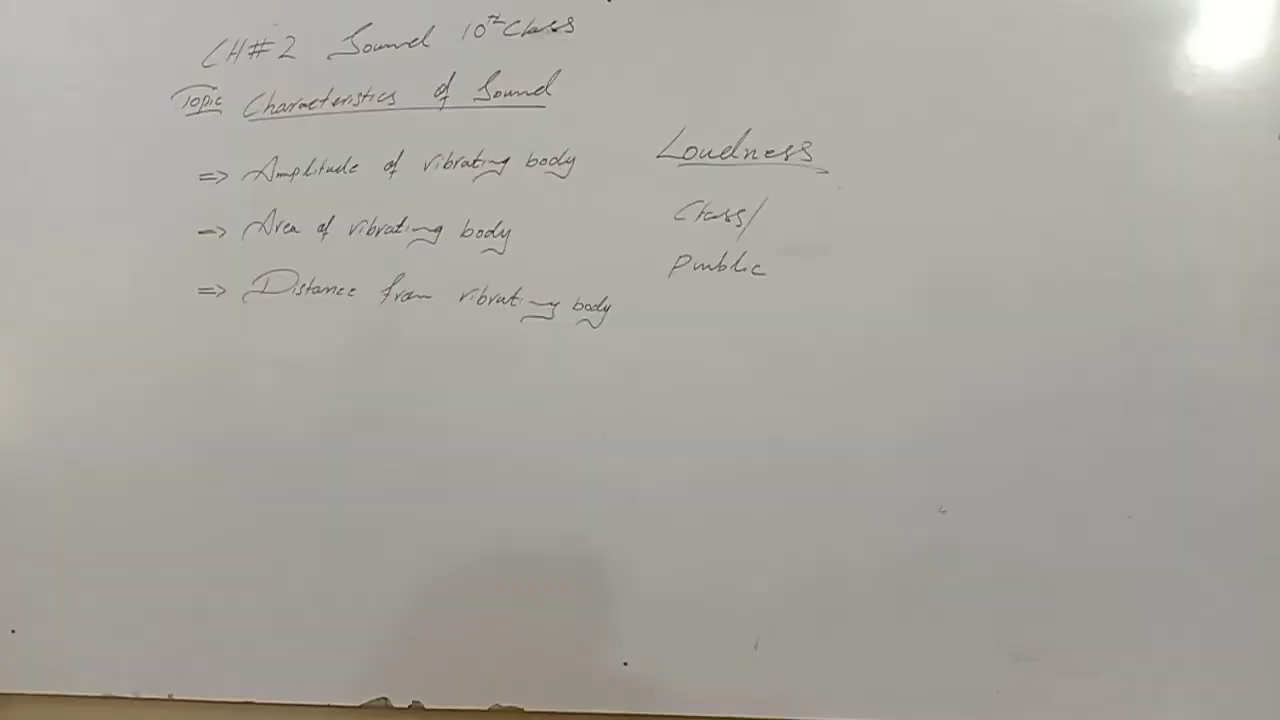 CH#2 Sound 10th Class
Topic Characteristics of Sound
=> Amplitude of vibrating body
-> Area of vibrating body
=> Distance from vibrating body
Loudness
Class/
Public